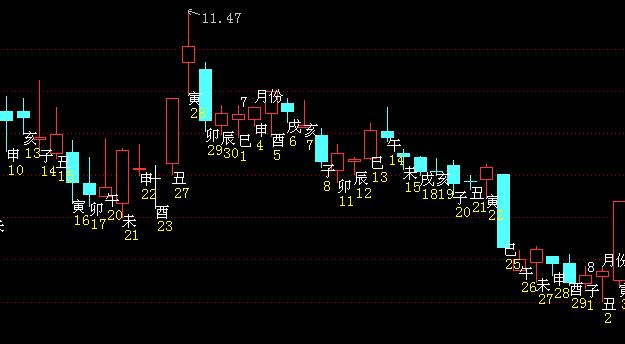 11.47
申 10
亥 13
子 14
丑 15
寅 16
卯 17
午 20
未 21
申 22
酉 23
丑 27
寅 28
卯 29
辰 30
7 月份
巳 1
申 4
酉 5
戌 6
亥 7
子 8
卯 11
辰 12
巳 13
午 14
未 15
戌 18
亥 19
子 20
丑 21
寅 22
巳 25
午 26
未 27
申 28
酉 29
8 月份
子 1
丑 2
寅 3
未